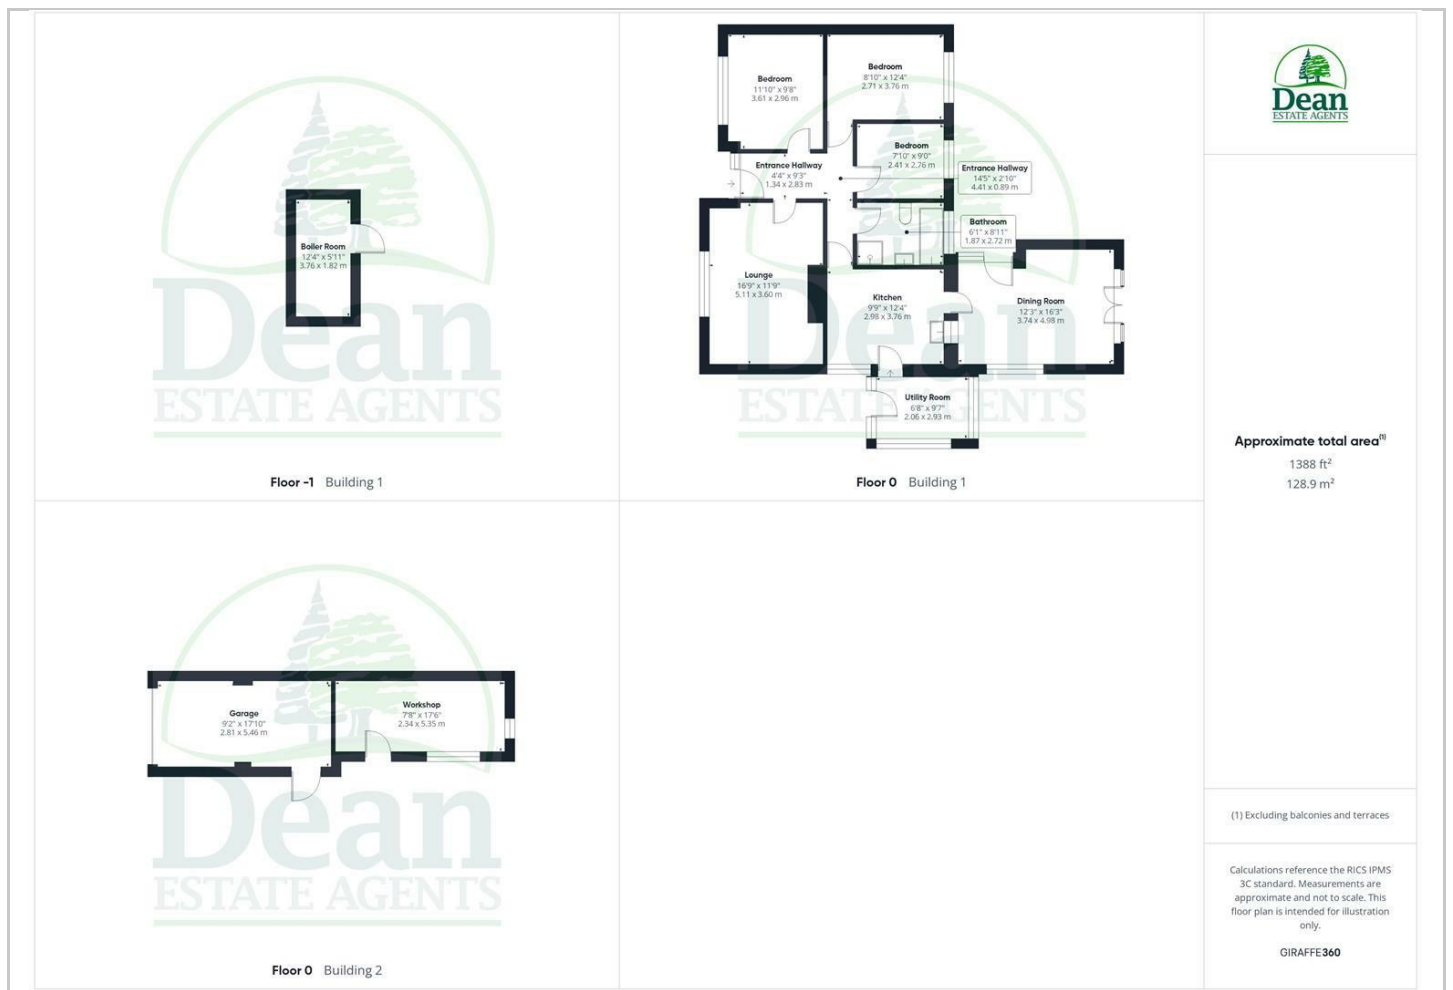 Boiler Room
12'4" x 5'11"
3.76 x 1.82 m
Dean
ESTATE AGENTS
Floor -1 Building 1
Bedroom
11'10" x 9'8"
3.61 x 2.96 m
Bedroom
8'10" x 12'4"
2.71 x 3.76 m
Bedroom
7'10" x 9'0"
2.41 x 2.76 m
Entrance Hallway
4'4" x 9'3"
1.34 x 2.83 m
Entrance Hallway
14'5" x 2'10"
4.41 x 0.89 m
Bathroom
6'1" x 8'11"
1.87 x 2.72 m
Lounge
16'9" x 11'9"
5.11 x 3.60 m
Kitchen
9'9" x 12'4"
2.98 x 3.76 m
Dining Room
12'3" x 16'3"
3.74 x 4.98 m
Utility Room
6'8" x 9'7"
2.06 x 2.93 m
Dean
ESTATE AGENTS
Floor 0 Building 1
Garage
9'2" x 17'10"
2.81 x 5.46 m
Workshop
7'8" x 17'6"
2.34 x 5.35 m
Dean
ESTATE AGENTS
Floor 0 Building 2
Dean
ESTATE AGENTS
Approximate total area(1)
1388 ft²
128.9 m²
(1) Excluding balconies and terraces
Calculations reference the RICS IPMS
3C standard. Measurements are
approximate and not to scale. This
floor plan is intended for illustration
only.
GIRAFFE360